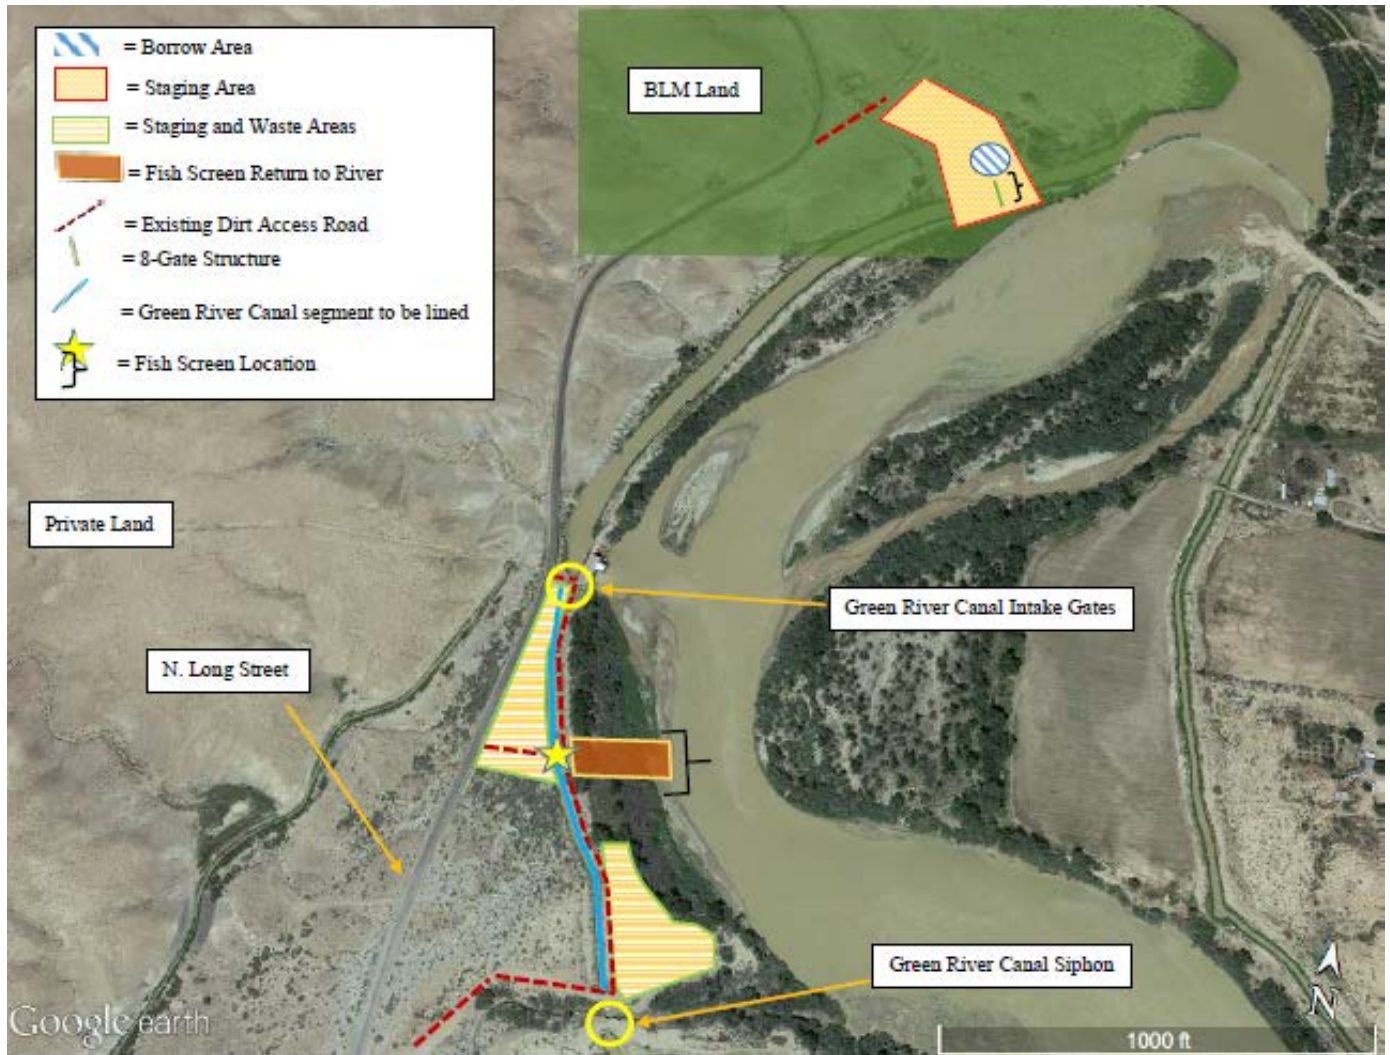 = Borrow Area
= Staging Area
= Staging and Waste Areas
= Fish Screen Return to River
= Existing Dirt Access Road
= 8-Gate Structure
= Green River Canal segment to be lined
= Fish Screen Location
BLM Land
Private Land
Green River Canal Intake Gates
N. Long Street
Green River Canal Siphon
N
Google earth
1000 ft